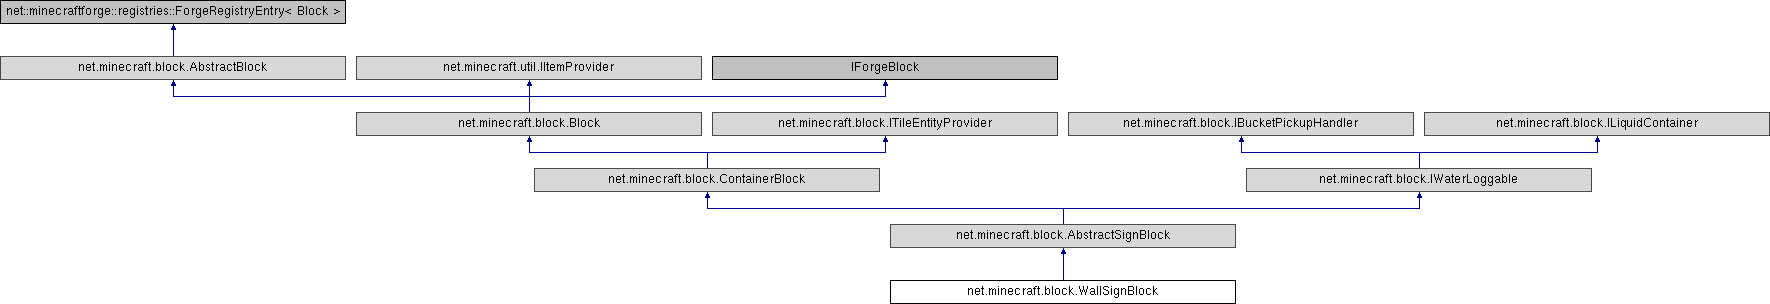 net::minecraftforge::registries::ForgeRegistryEntry< Block >
net.minecraft.block.AbstractBlock
net.minecraft.util.IItemProvider
IForgeBlock
net.minecraft.block.Block
net.minecraft.block.ITileEntityProvider
net.minecraft.block.IBucketPickupHandler
net.minecraft.block.ILiquidContainer
net.minecraft.block.ContainerBlock
net.minecraft.block.IWaterLoggable
net.minecraft.block.AbstractSignBlock
net.minecraft.block.WallSignBlock